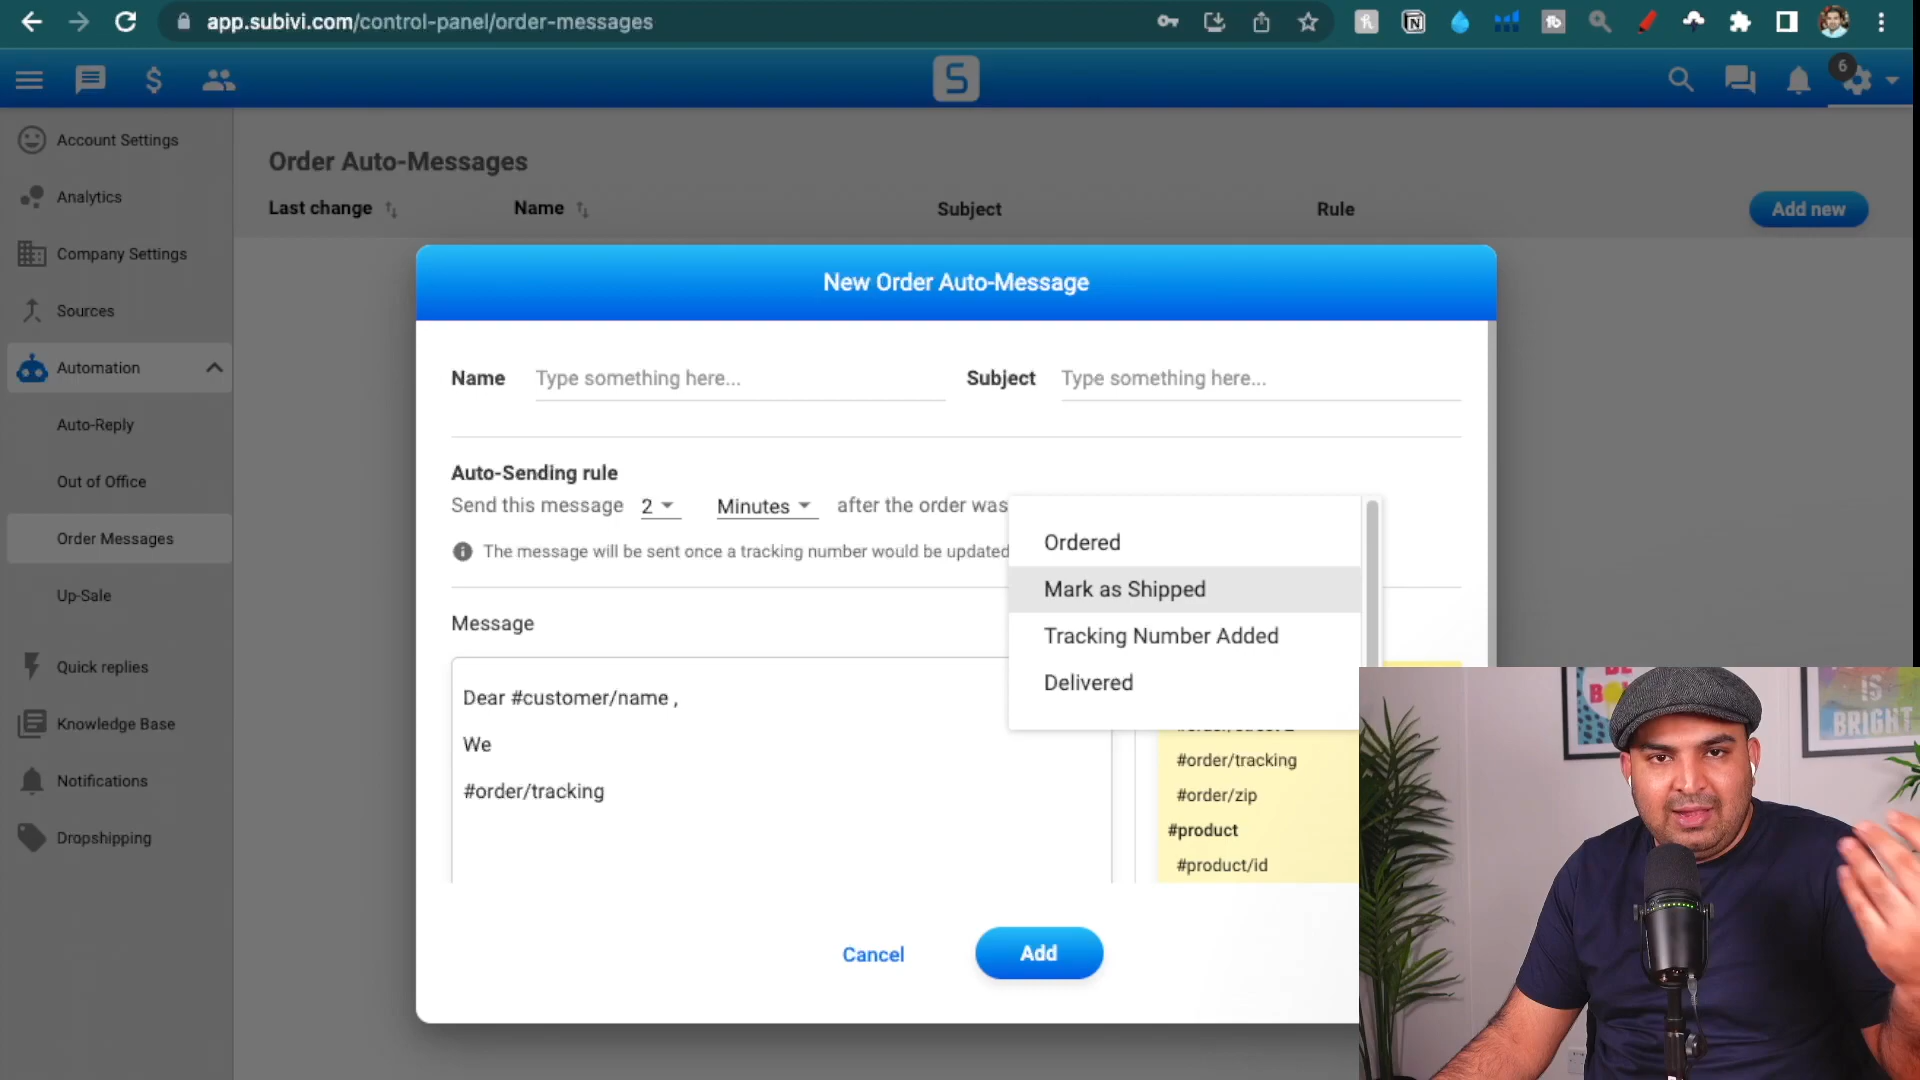 app.subivi.com/control-panel/order-messages
S
6
Account Settings
Analytics
Company Settings
Sources
Automation
Auto-Reply
Out of Office
Order Messages
Up-Sale
Quick replies
Knowledge Base
Notifications
Dropshipping
Order Auto-Messages
Last change
Name
Subject
Rule
Add new
New Order Auto-Message
Name
Type something here...
Subject
Type something here...
Auto-Sending rule
Send this message 2 Minutes after the order was
The message will be sent once a tracking number would be updated
Ordered
Mark as Shipped
Tracking Number Added
Delivered
Message
Dear #customer/name ,
We
#order/tracking
#order/tracking
#order/zip
#product
#product/id
Cancel
Add
BRIGHT